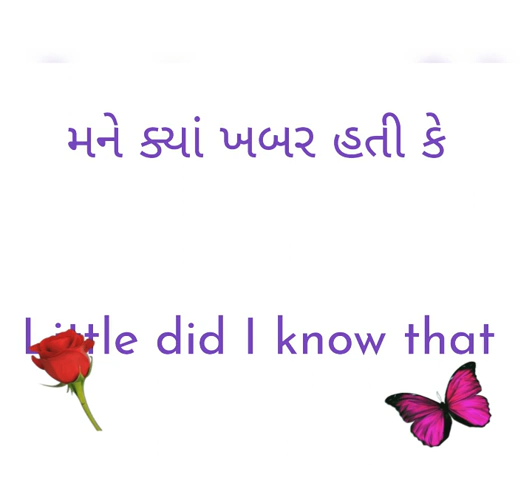 મને ક્યાં ખબર હતી કે
Little did I know that